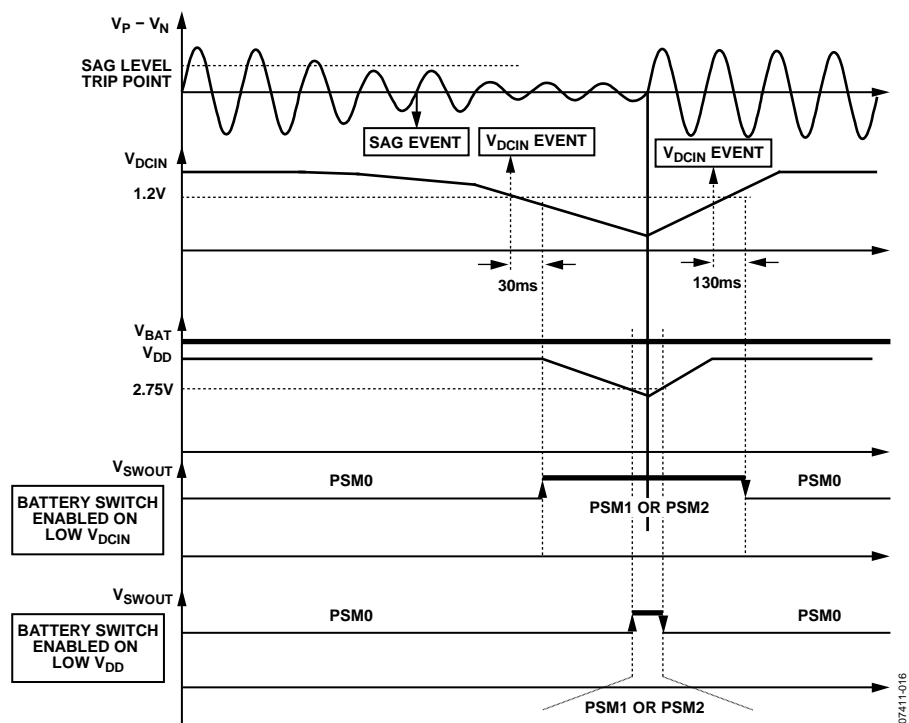 VP – VN
SAG LEVEL
TRIP POINT
SAG EVENT
VDCIN EVENT
VDCIN EVENT
VDCIN
1.2V
30ms
130ms
VBAT
VDD
2.75V
VSWOUT
PSM0
PSM0
BATTERY SWITCH
ENABLED ON
LOW VDCIN
PSM1 OR PSM2
VSWOUT
PSM0
PSM0
BATTERY SWITCH
ENABLED ON
LOW VDD
PSM1 OR PSM2
07411-016